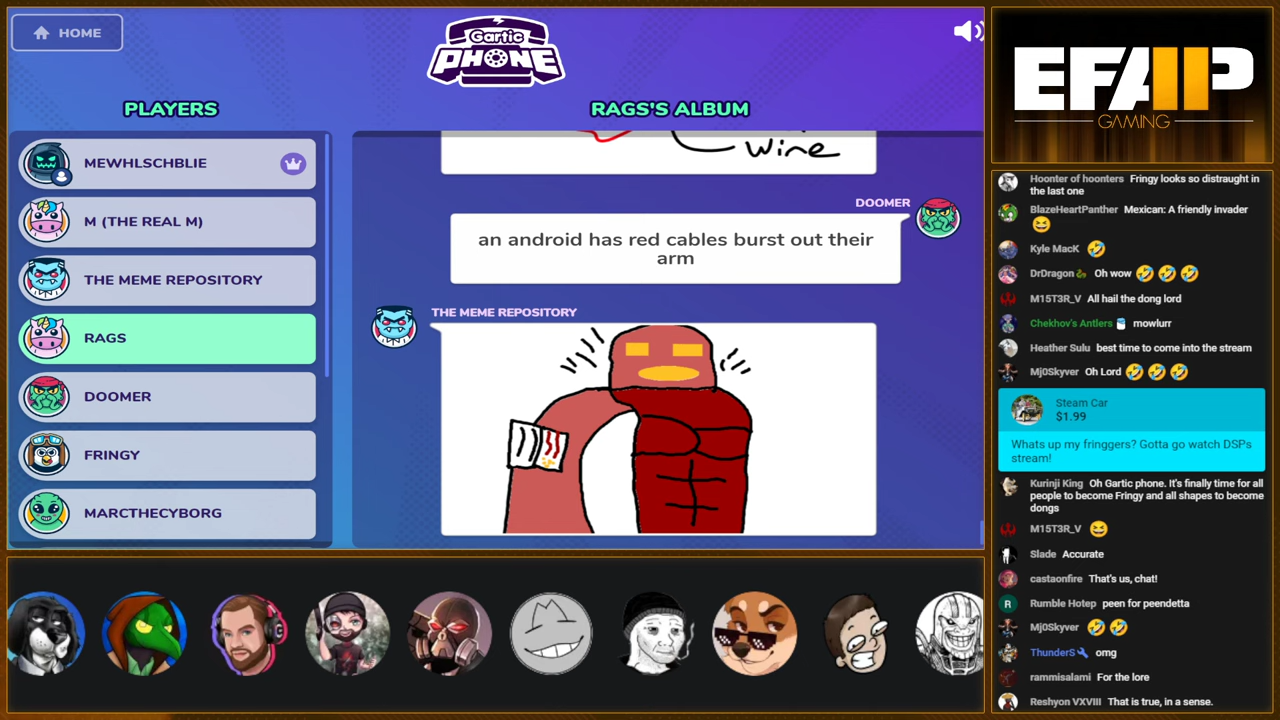 HOME
Gartic
PHONE
PLAYERS
MEWHLSCHBLIE
M (THE REAL M)
THE MEME REPOSITORY
RAGS
DOOMER
FRINGY
MARCTHECYBORG
RAGS'S ALBUM
wine
DOOMER
an android has red cables burst out their
arm
THE MEME REPOSITORY
EFAP
GAMING
Hoonter of hoonters Fringy looks so distraught in
the last one
BlazeHeartPanther Mexican: A friendly invader
😆
Kyle MacK 🤣
DrDragon🐉 Oh wow 🤣 🤣 🤣
M15T3R_V All hail the dong lord
Chekhov's Antlers mowlurr
Heather Sulu best time to come into the stream
Mj0Skyver Oh Lord 🤣 🤣 🤣
Steam Car
$1.99
Whats up my fringgers? Gotta go watch DSPs
stream!
Kurinji King Oh Gartic phone. It's finally time for all
people to become Fringy and all shapes to become
dongs
M15T3R_V 😆
Slade Accurate
castaonfire That's us, chat!
R
Rumble Hotep peen for peendetta
Mj0Skyver 🤣 🤣
ThunderS omg
rammisalami For the lore
Reshyon VXVIII That is true, in a sense.